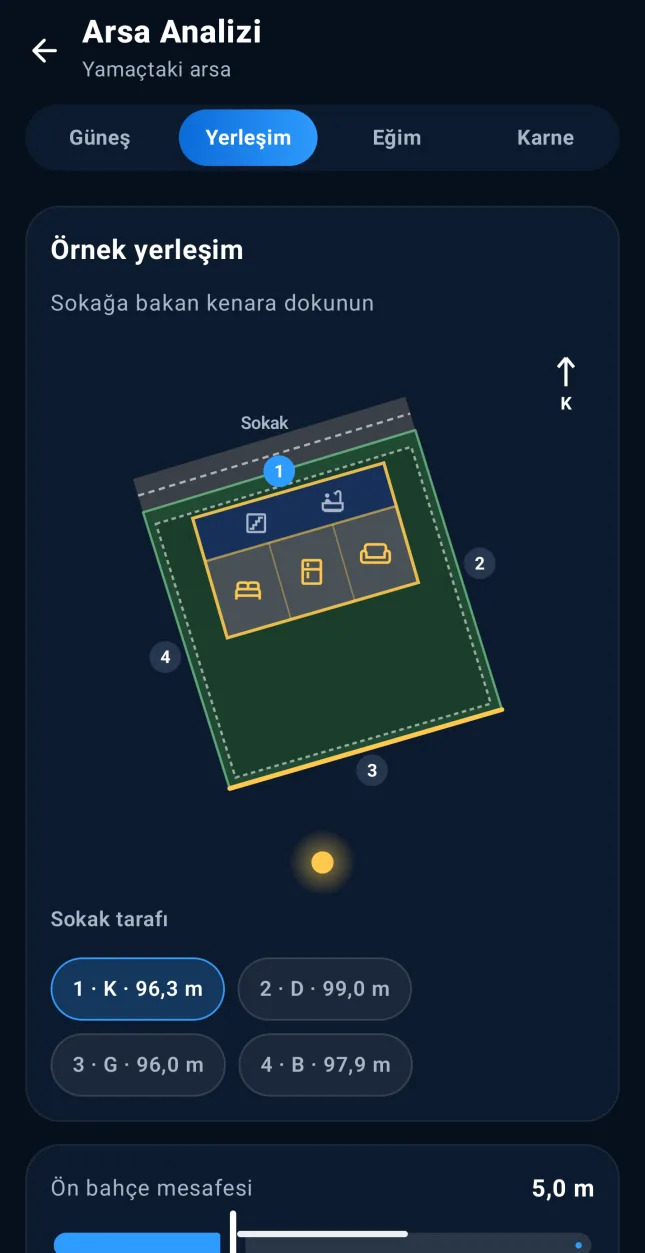 Arsa Analizi
Yamaçtaki arsa
Güneş
Yerleşim
Eğim
Karne
Örnek yerleşim
Sokağa bakan kenara dokunun
K
Sokak
1
2
4
3
Sokak tarafı
1 · K · 96,3 m
2 · D · 99,0 m
3 · G · 96,0 m
4 · B · 97,9 m
Ön bahçe mesafesi
5,0 m